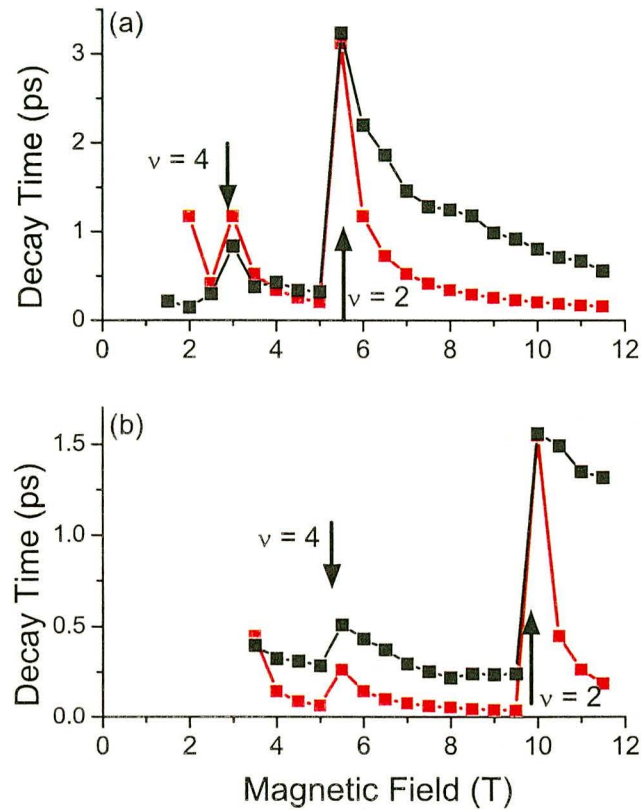 (a)
Decay Time (ps)
3
2
1
0
ν = 4
ν = 2
0 2 4 6 8 10 12
(b)
Decay Time (ps)
1.5
1.0
0.5
0.0
ν = 4
ν = 2
0 2 4 6 8 10 12
Magnetic Field (T)